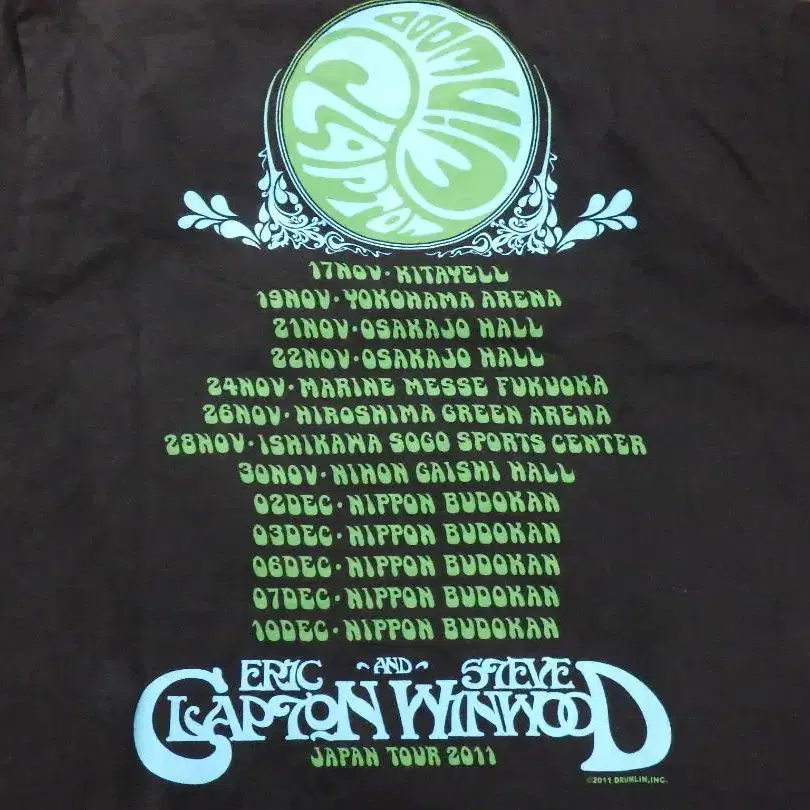 WINWOOD
CLAPTON
17NOV·KITAYELL
19NOV·YOKOHAMA ARENA
21NOV·OSAKAJO HALL
22NOV·OSAKAJO HALL
24NOV·MARINE MESSE FUKUOKA
26NOV·HIROSHIMA GREEN ARENA
28NOV·ISHIKAWA SOGO SPORTS CENTER
30NOV·NIHON GAISHI HALL
02DEC·NIPPON BUDOKAN
03DEC·NIPPON BUDOKAN
06DEC·NIPPON BUDOKAN
07DEC·NIPPON BUDOKAN
10DEC·NIPPON BUDOKAN
ERIC AND STEVE
CLAPTON WINWOOD
JAPAN TOUR 2011
©2011 DRUMLIN, INC.